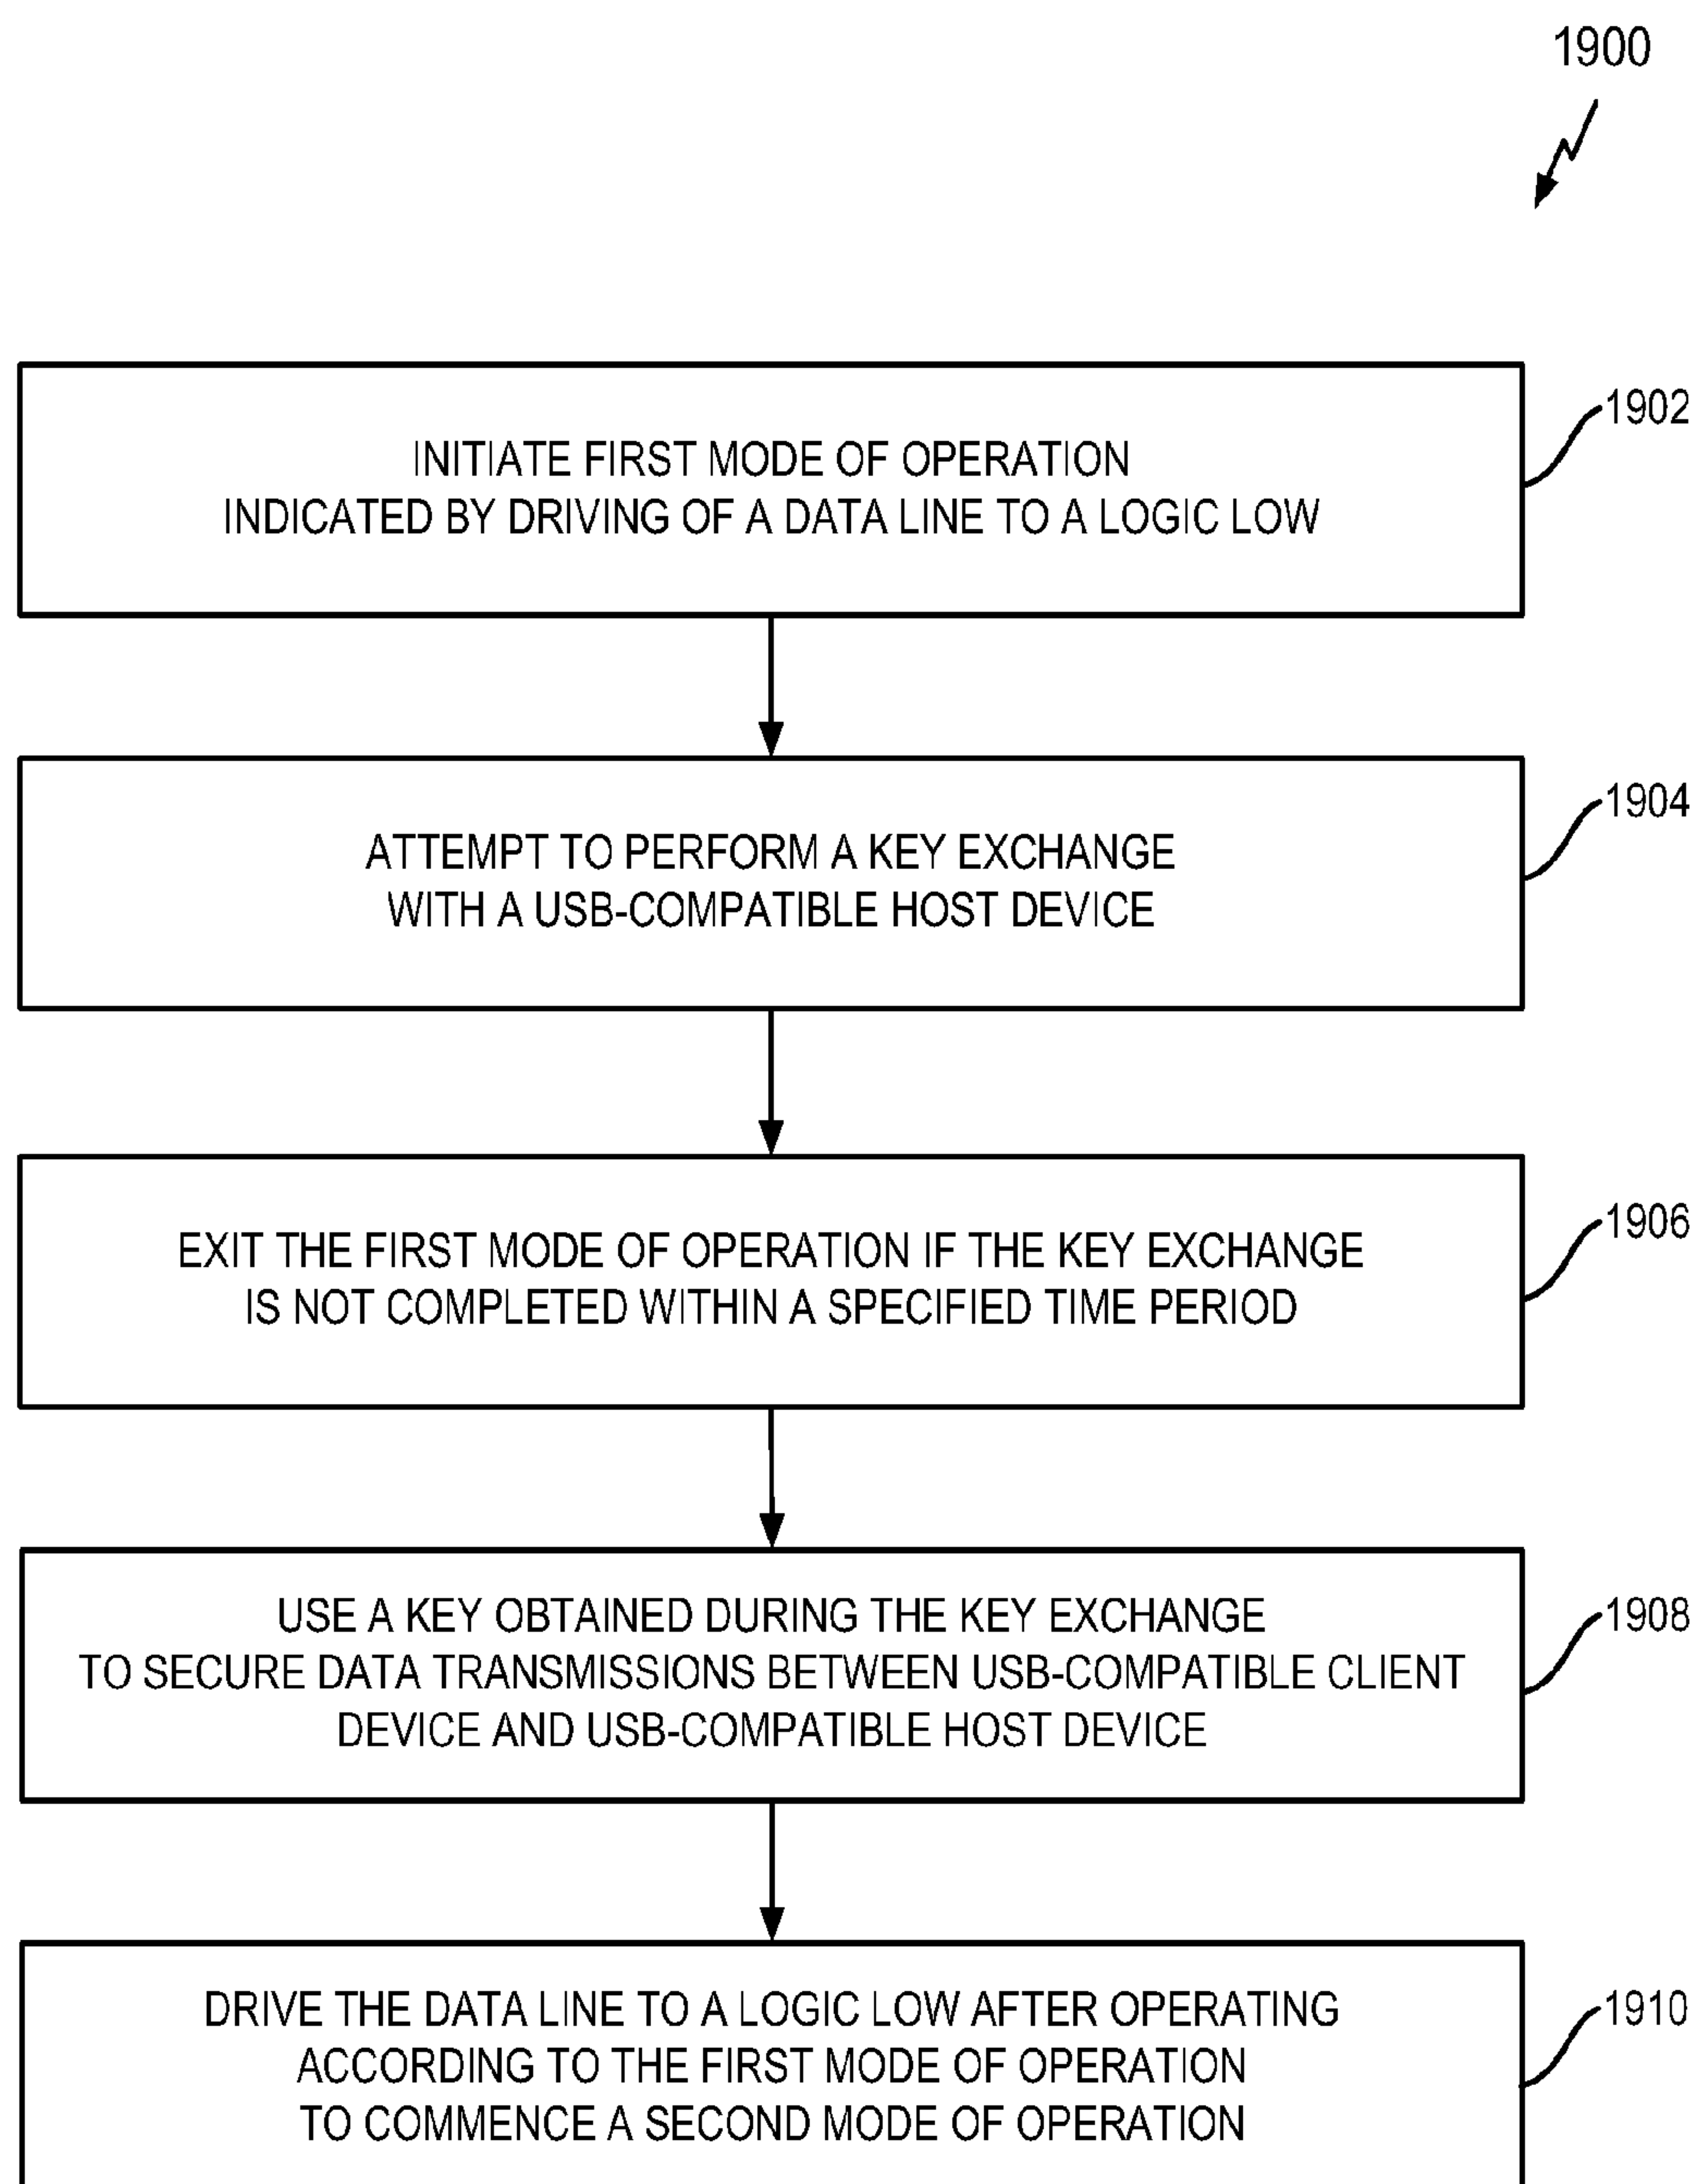 1900
INITIATE FIRST MODE OF OPERATION
INDICATED BY DRIVING OF A DATA LINE TO A LOGIC LOW
1902
ATTEMPT TO PERFORM A KEY EXCHANGE
WITH A USB-COMPATIBLE HOST DEVICE
1904
EXIT THE FIRST MODE OF OPERATION IF THE KEY EXCHANGE
IS NOT COMPLETED WITHIN A SPECIFIED TIME PERIOD
1906
USE A KEY OBTAINED DURING THE KEY EXCHANGE
TO SECURE DATA TRANSMISSIONS BETWEEN USB-COMPATIBLE CLIENT
DEVICE AND USB-COMPATIBLE HOST DEVICE
1908
DRIVE THE DATA LINE TO A LOGIC LOW AFTER OPERATING
ACCORDING TO THE FIRST MODE OF OPERATION
TO COMMENCE A SECOND MODE OF OPERATION
1910